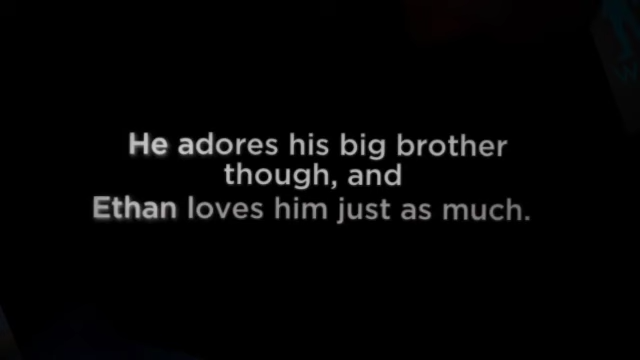 He adores his big brother
though, and
Ethan loves him just as much.